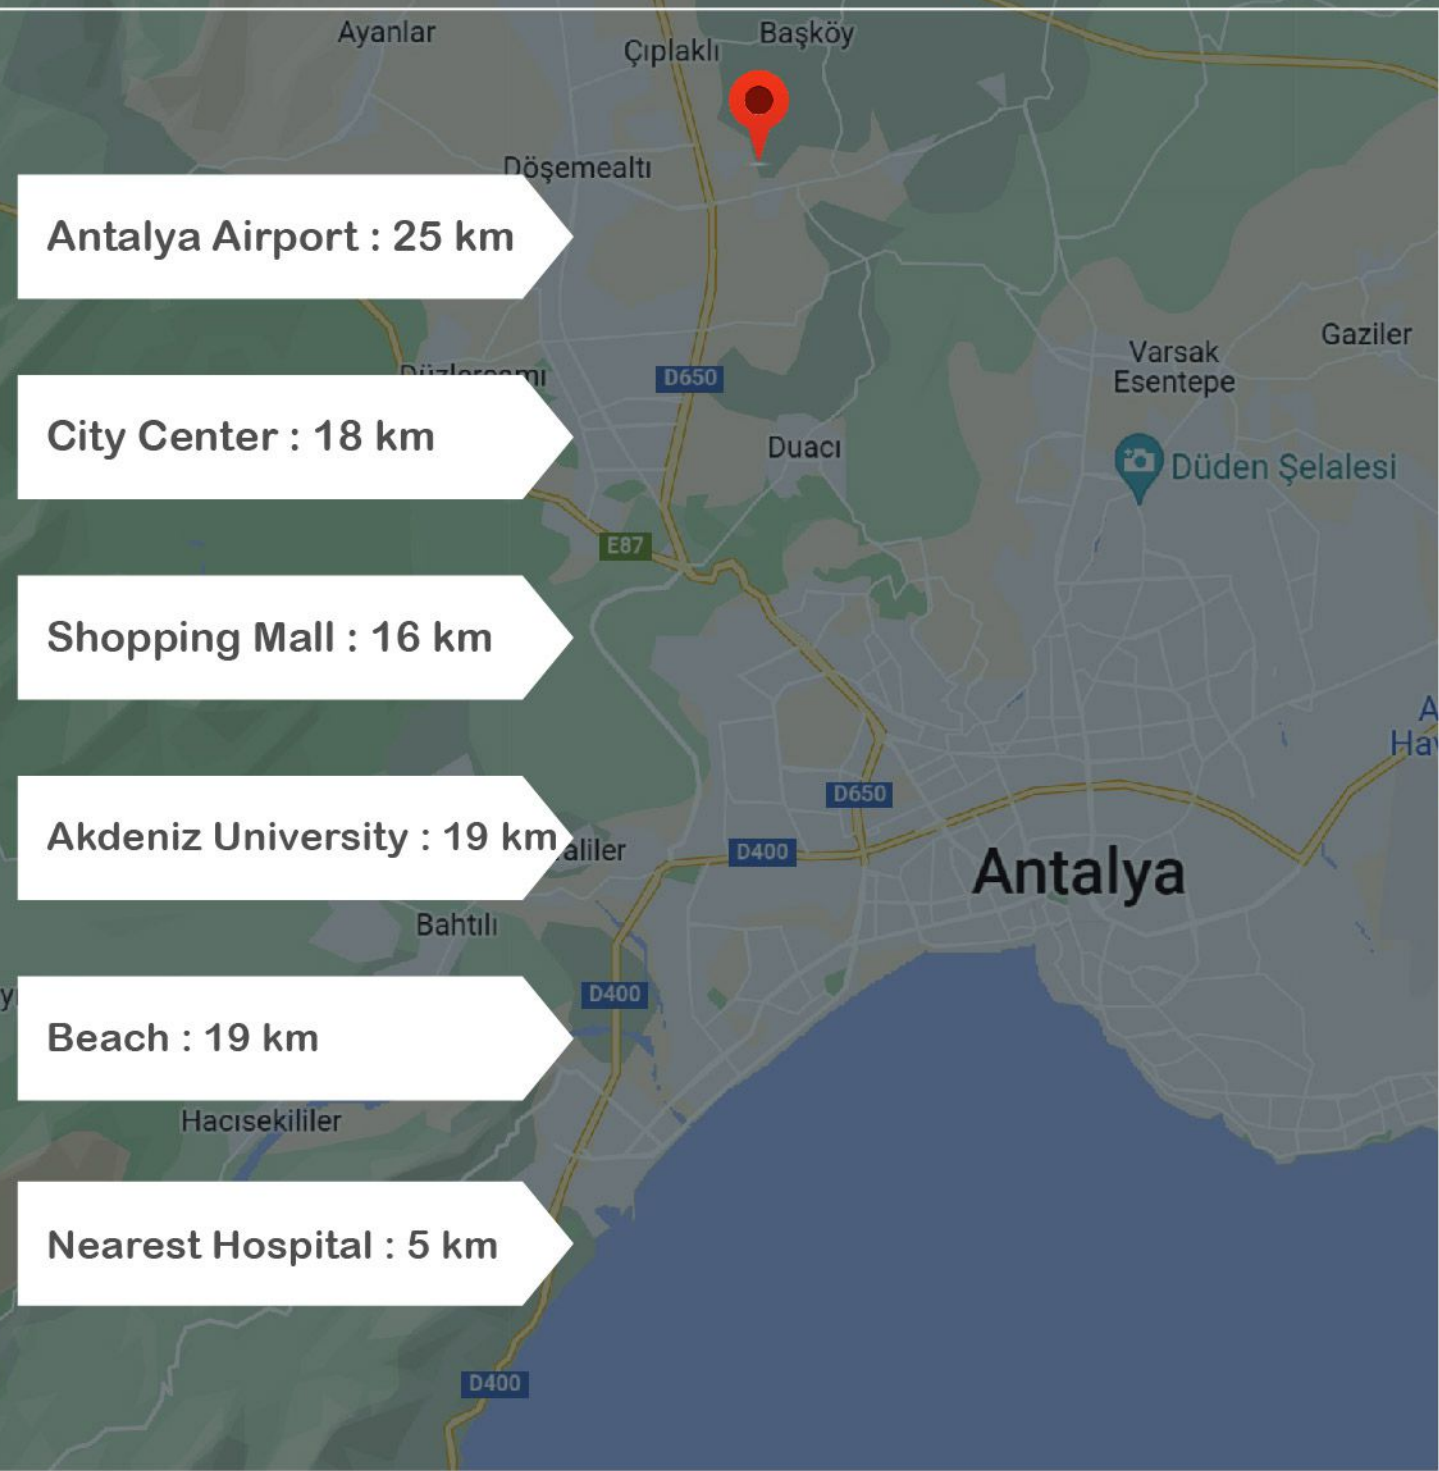 Ayanlar
Çıplaklı
Başköy
Döşemealtı
Antalya Airport : 25 km
Gaziler
Varsak
Esentepe
D650
City Center : 18 km
Duacı
Düden Şelalesi
E87
Shopping Mall : 16 km
D650
Akdeniz University : 19 km
D400
Antalya
Bahtılı
D400
Beach : 19 km
Hacısekililer
Nearest Hospital : 5 km
D400